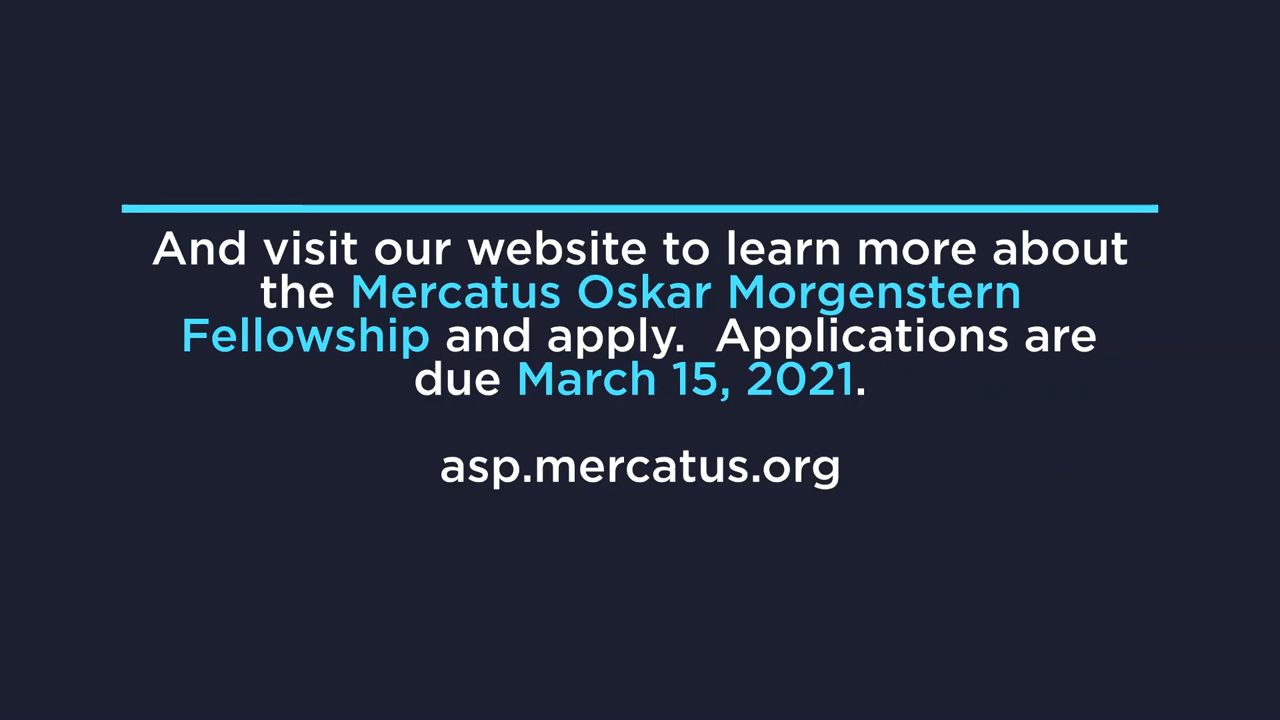 And visit our website to learn more about
the Mercatus Oskar Morgenstern
Fellowship and apply.  Applications are
due March 15, 2021.
asp.mercatus.org